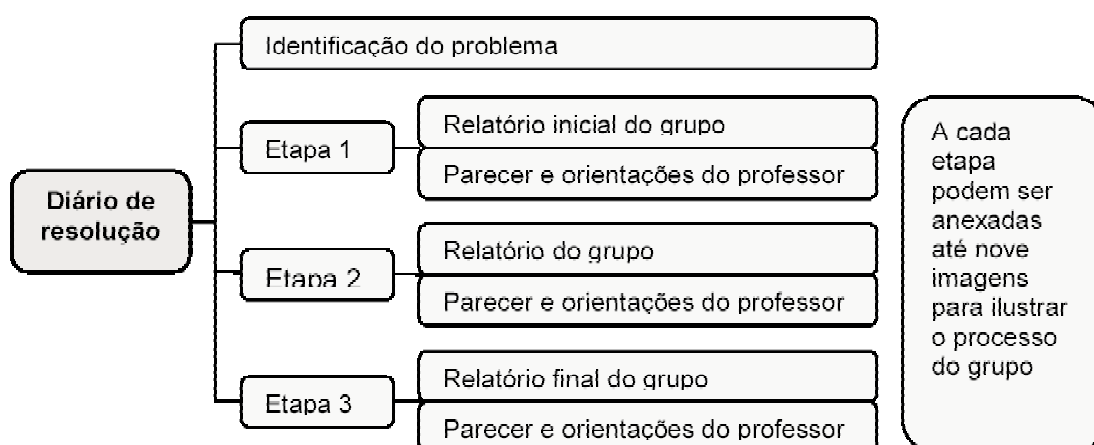 Identificação do problema
Etapa 1
Relatório inicial do grupo
Parecer e orientações do professor
Diário de
resolução
Etapa 2
Relatório do grupo
Parecer e orientações do professor
Etapa 3
Relatório final do grupo
Parecer e orientações do professor
A cada
etapa
podem ser
anexadas
até nove
imagens
para ilustrar
o processo
do grupo